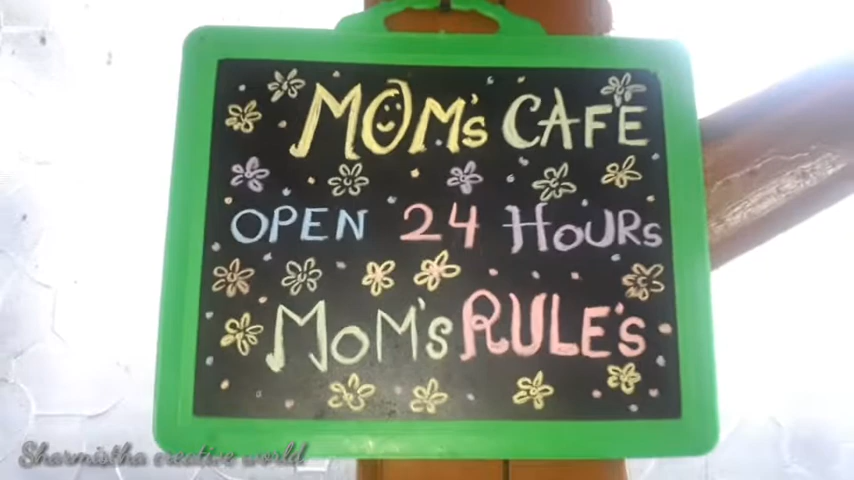 MOM's CAFE
OPEN 24 HOURs
MOM's RULE's
Sharmistha creative world